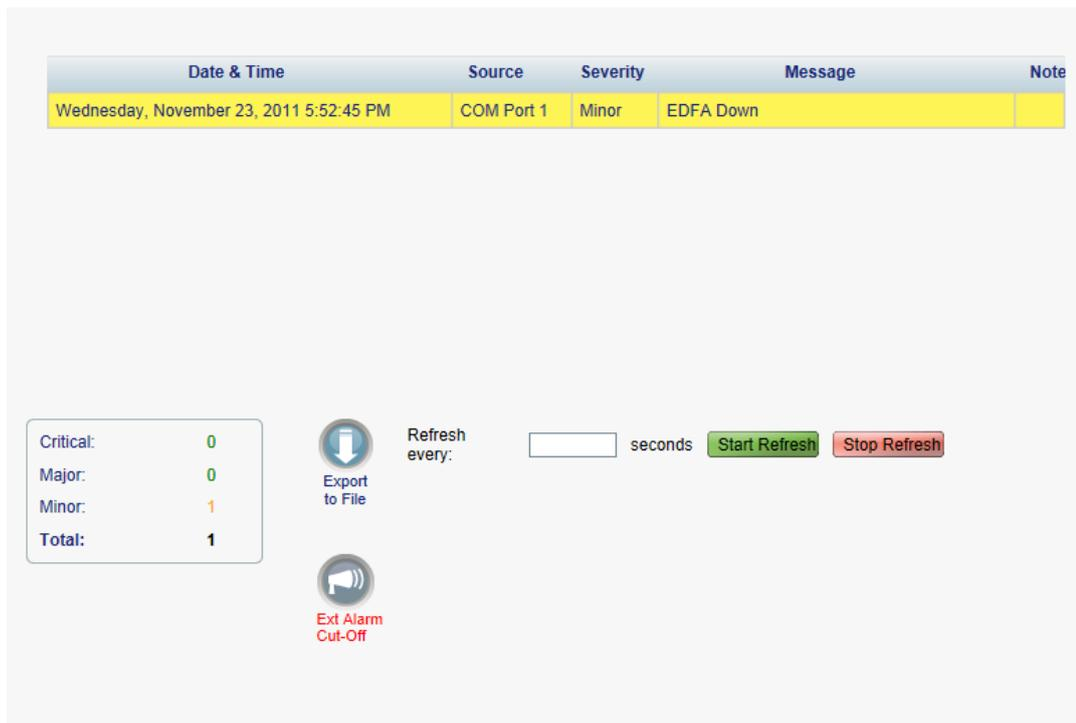 Date & Time Source Severity Message Note
Wednesday, November 23, 2011 5:52:45 PM COM Port 1 Minor EDFA Down
Critical: 0
Major: 0
Minor: 1
Total: 1
Export
to File
Refresh
every:
seconds Start Refresh Stop Refresh
Ext Alarm
Cut-Off